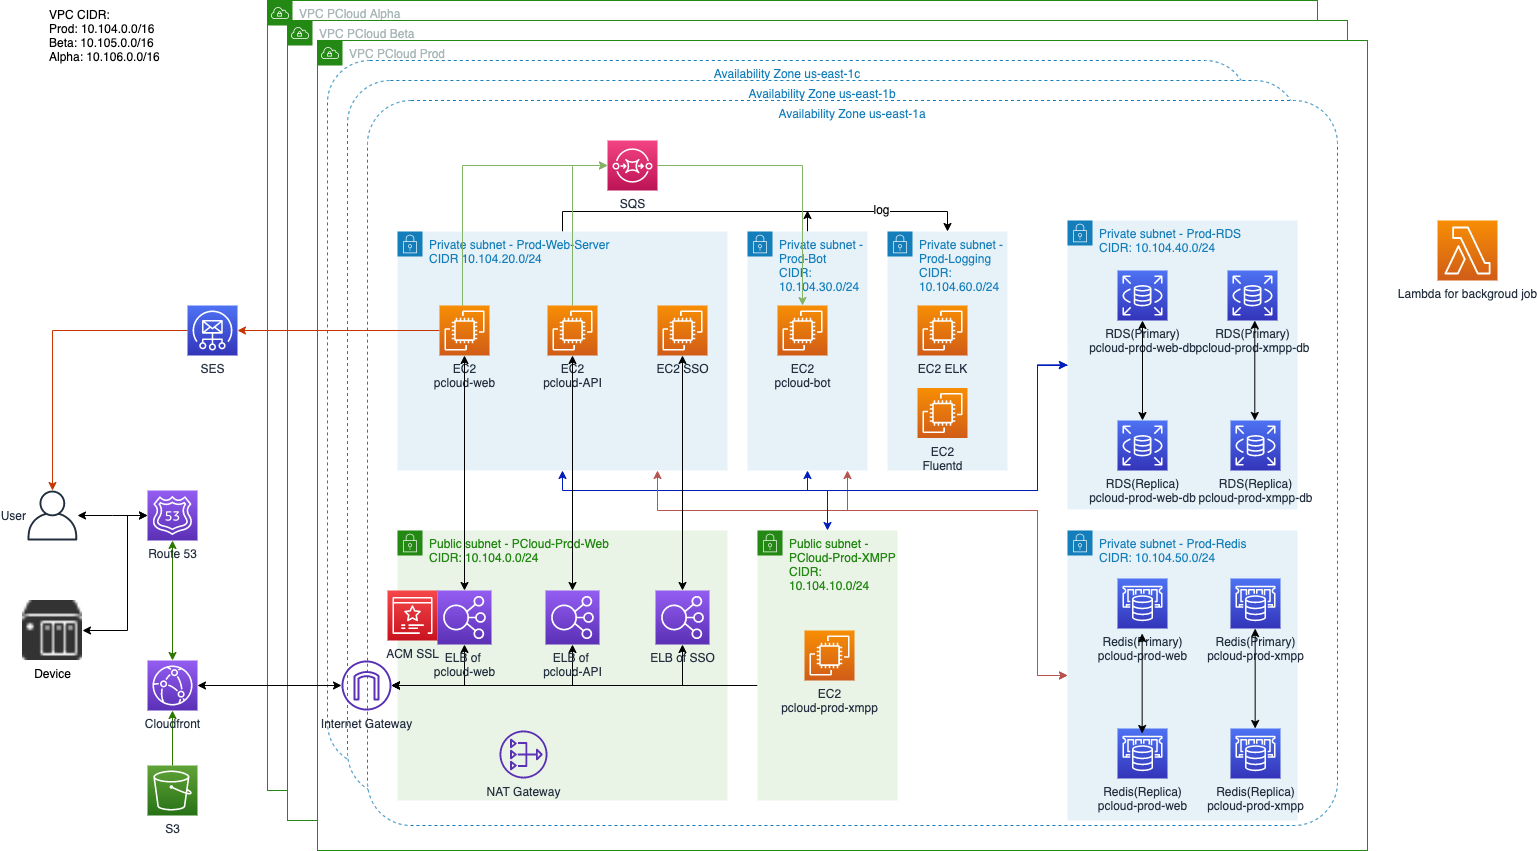 VPC CIDR:
Prod: 10.104.0.0/16
Beta: 10.105.0.0/16
Alpha: 10.106.0.0/16
VPC PCloud Alpha
VPC PCloud Beta
VPC PCloud Prod
Availability Zone us-east-1c
Availability Zone us-east-1b
Availability Zone us-east-1a
SQS
log
Private subnet - Prod-Web-Server
CIDR 10.104.20.0/24
Private subnet -
Prod-Bot
CIDR:
10.104.30.0/24
Private subnet -
Prod-Logging
CIDR:
10.104.60.0/24
Private subnet - Prod-RDS
CIDR: 10.104.40.0/24
Lambda for backgroud job
SES
EC2
pcloud-web
EC2
pcloud-API
EC2 SSO
EC2
pcloud-bot
EC2 ELK
EC2
Fluentd
RDS(Primary)
pcloud-prod-web-db
RDS(Primary)
pcloud-prod-xmpp-db
RDS(Replica)
pcloud-prod-web-db
RDS(Replica)
pcloud-prod-xmpp-db
User
53
Route 53
Device
Cloudfront
S3
Internet Gateway
Public subnet - PCloud-Prod-Web
CIDR: 10.104.0.0/24
ACM SSL
ELB of
pcloud-web
ELB of
pcloud-API
ELB of SSO
NAT Gateway
Public subnet -
PCloud-Prod-XMPP
CIDR:
10.104.10.0/24
EC2
pcloud-prod-xmpp
Private subnet - Prod-Redis
CIDR: 10.104.50.0/24
Redis(Primary)
pcloud-prod-web
Redis(Primary)
pcloud-prod-xmpp
Redis(Replica)
pcloud-prod-web
Redis(Replica)
pcloud-prod-xmpp